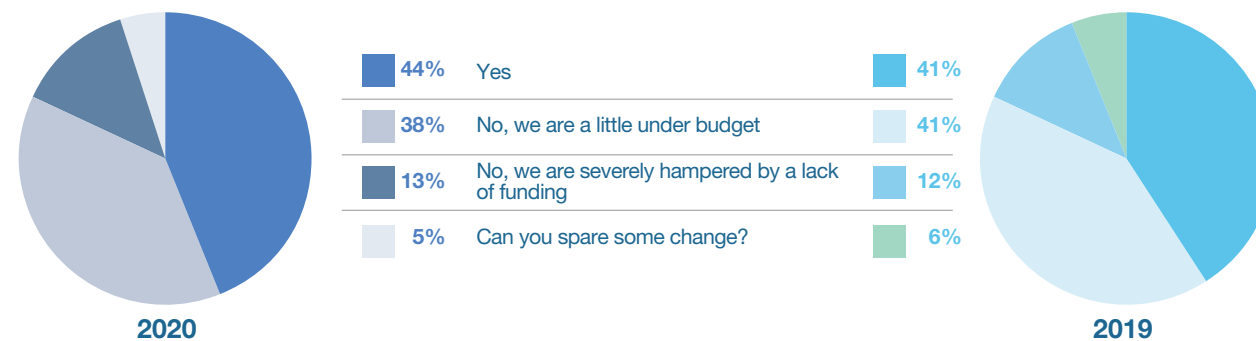 44% Yes 41%
38% No, we are a little under budget 41%
13% No, we are severely hampered by a lack
of funding 12%
5% Can you spare some change? 6%
2020
2019